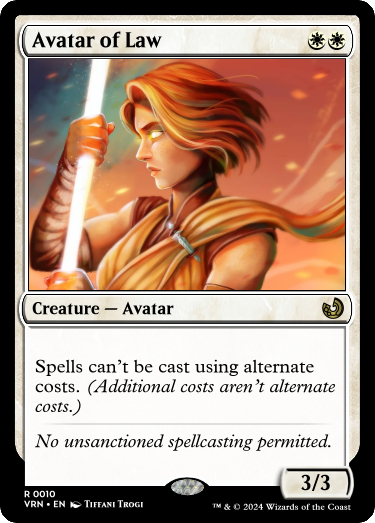 Avatar of Law
Creature — Avatar
Spells can't be cast using alternate
costs. (Additional costs aren't alternate
costs.)
No unsanctioned spellcasting permitted.
3/3
R 0010
VRN • EN Tiffani Trogi
™ & © 2024 Wizards of the Coast